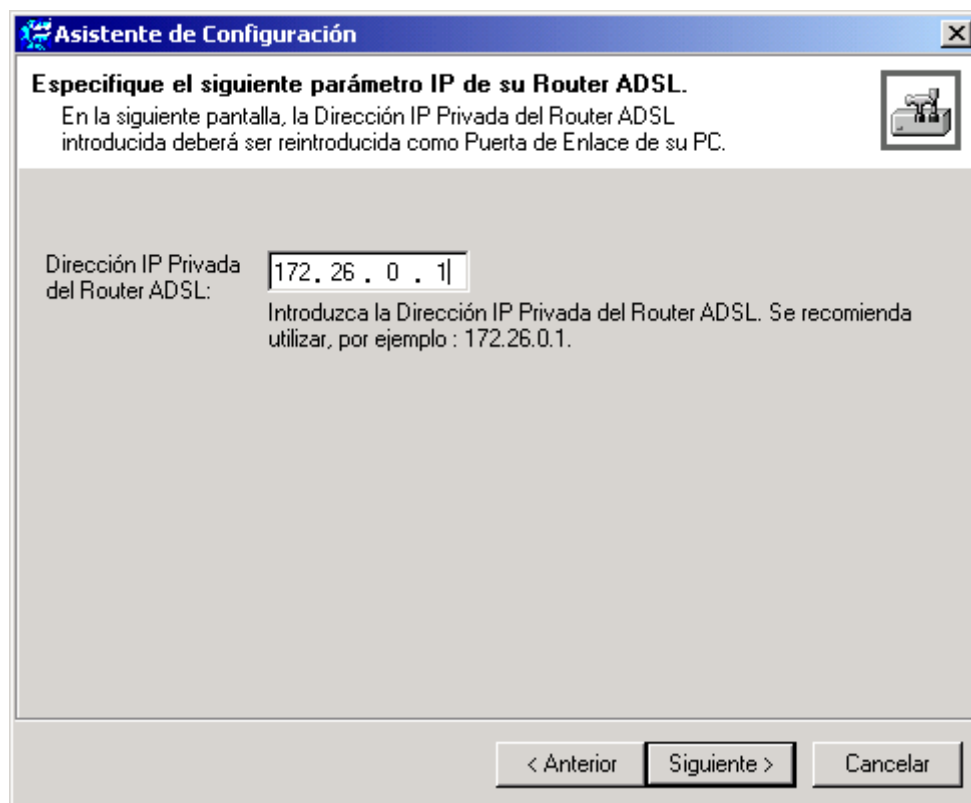 Asistente de Configuración
Especifique el siguiente parámetro IP de su Router ADSL.
En la siguiente pantalla, la Dirección IP Privada del Router ADSL
introducida deberá ser reintroducida como Puerta de Enlace de su PC.
Dirección IP Privada
del Router ADSL:
172. 26 . 0 . 1
Introduzca la Dirección IP Privada del Router ADSL. Se recomienda
utilizar, por ejemplo : 172.26.0.1.
< Anterior
Siguiente >
Cancelar